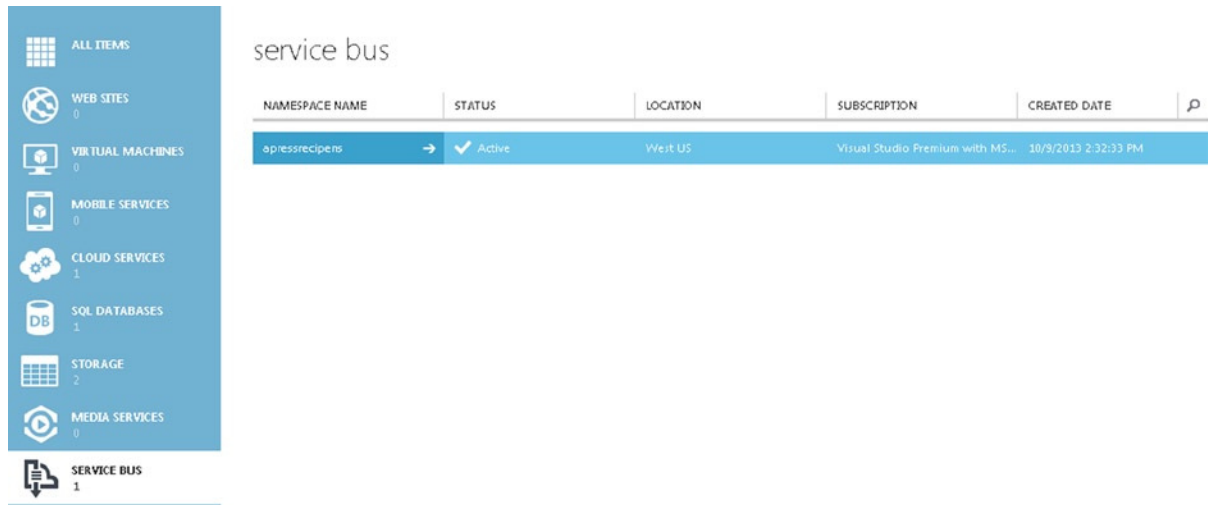 ALL ITEMS
WEB SITES
0
VIRTUAL MACHINES
0
MOBILE SERVICES
0
CLOUD SERVICES
1
DB
SQL DATABASES
1
STORAGE
2
MEDIA SERVICES
0
SERVICE BUS
1
service bus
NAMESPACE NAME STATUS LOCATION SUBSCRIPTION CREATED DATE
apressrecipens Active West US Visual Studio Premium with MS... 10/9/2013 2:32:33 PM